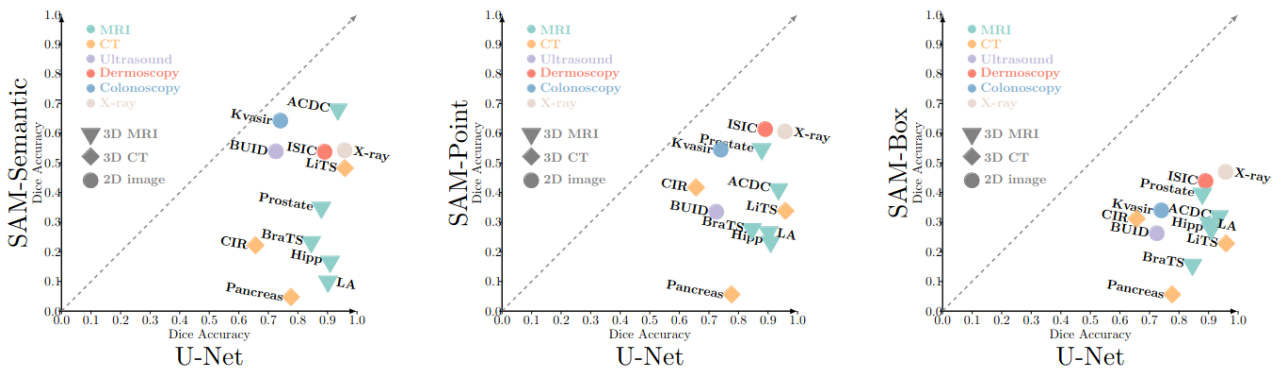 SAM-Semantic
Dice Accuracy
1.0
0.9
0.8
0.7
0.6
0.5
0.4
0.3
0.2
0.1
0.0
MRI
CT
Ultrasound
Dermoscopy
Colonoscopy
X-ray
3D MRI
3D CT
2D image
ACDC
Kvasir
BUID
ISIC
X-ray
LiTS
Prostate
CIR
BraTS
Hipp
LA
Pancreas
0.0 0.1 0.2 0.3 0.4 0.5 0.6 0.7 0.8 0.9 1.0
Dice Accuracy
U-Net
SAM-Point
Dice Accuracy
1.0
0.9
0.8
0.7
0.6
0.5
0.4
0.3
0.2
0.1
0.0
MRI
CT
Ultrasound
Dermoscopy
Colonoscopy
X-ray
3D MRI
3D CT
2D image
ISIC
X-ray
Prostate
Kvasir
CIR
ACDC
BUID
LiTS
BraTS
LA
Hipp
Pancreas
0.0 0.1 0.2 0.3 0.4 0.5 0.6 0.7 0.8 0.9 1.0
Dice Accuracy
U-Net
SAM-Box
Dice Accuracy
1.0
0.9
0.8
0.7
0.6
0.5
0.4
0.3
0.2
0.1
0.0
MRI
CT
Ultrasound
Dermoscopy
Colonoscopy
X-ray
3D MRI
3D CT
2D image
ISIC
X-ray
Prostate
Kvasir
ACDC
CIR
Hipp
LA
BUID
LiTS
BraTS
Pancreas
0.0 0.1 0.2 0.3 0.4 0.5 0.6 0.7 0.8 0.9 1.0
Dice Accuracy
U-Net